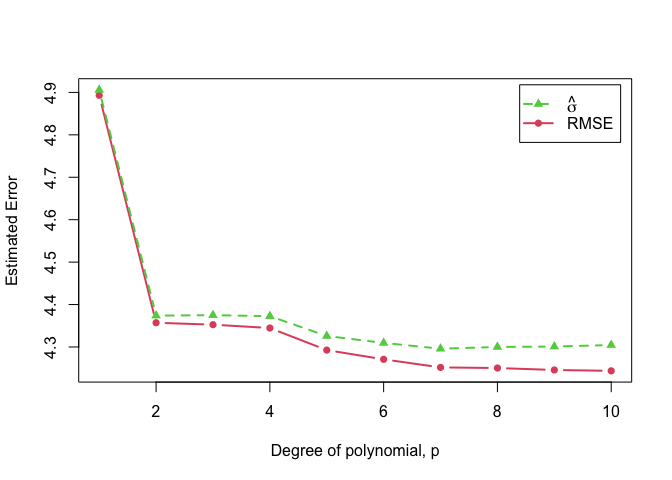 σ̂
RMSE
Estimated Error
4.9
4.8
4.7
4.6
4.5
4.4
4.3
2 4 6 8 10
Degree of polynomial, p